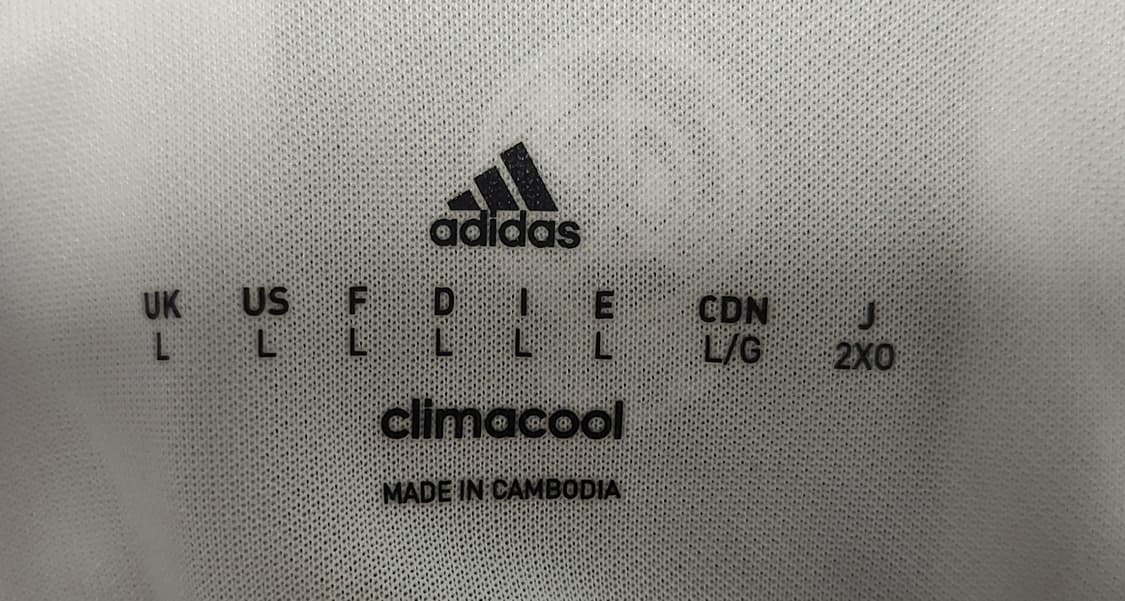 adidas
UK US F D I E CDN J
L L L L L L L/G 2XO
climacool
MADE IN CAMBODIA